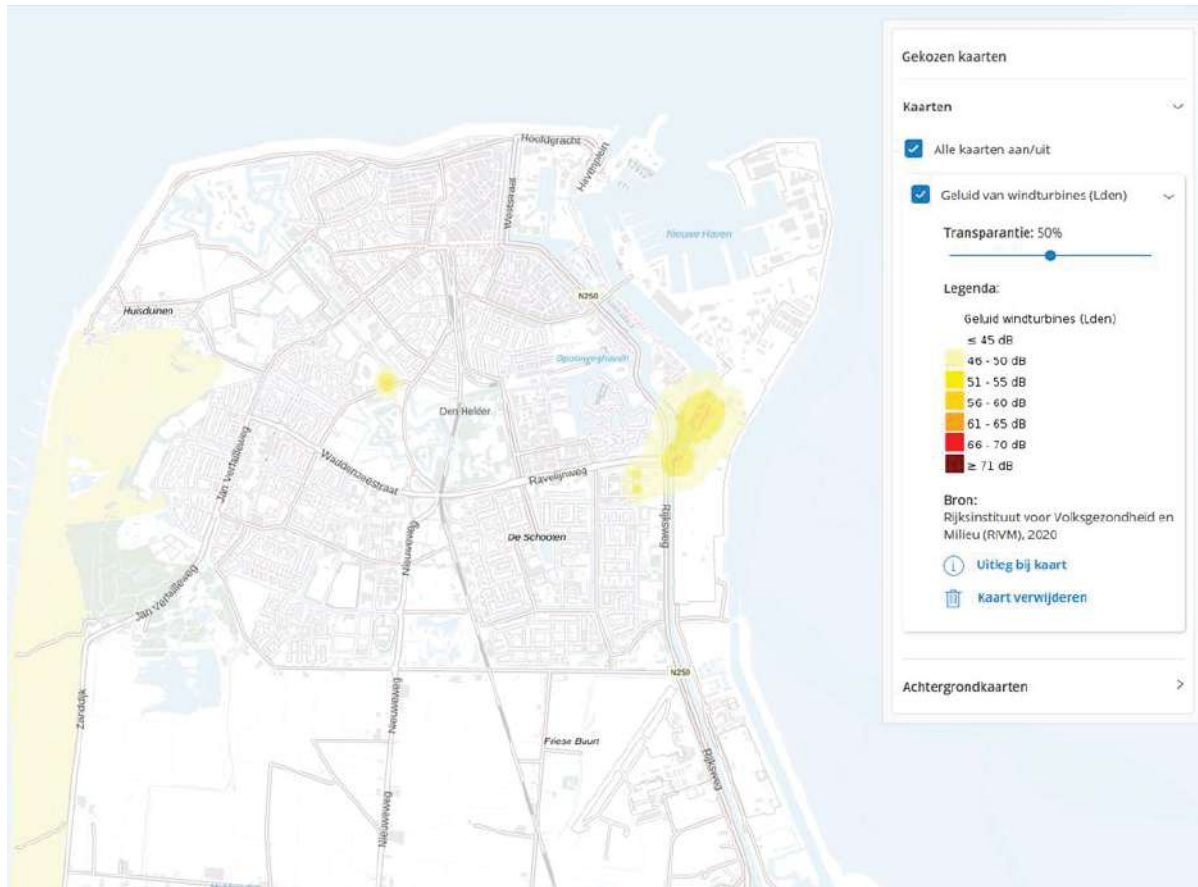 Gekozen kaarten
Kaarten
Alle kaarten aan/uit
Geluid van windturbines (Lden)
Transparantie: 50%
Legenda:
Geluid windturbines (Lden)
≤ 45 dB
46 - 50 dB
51 - 55 dB
56 - 60 dB
61 - 65 dB
66 - 70 dB
≥ 71 dB
Bron:
Rijksinstituut voor Volksgezondheid en
Milieu (RIVM), 2020
Uitleg bij kaart
Kaart verwijderen
Achtergrondkaarten
Hoofdgracht
Havenplein
Weststraat
Nieuwe Haven
N250
Huisduinen
Den Helder
Jan Verfailleweg
Waddenzeestraat
Ravelijnweg
Nieuweweg
De Schooten
Rijksweg
Jan Verfailleweg
N250
Zanddijk
Nieuweweg
Friese Buurt
Rijksweg
Nieuweweg